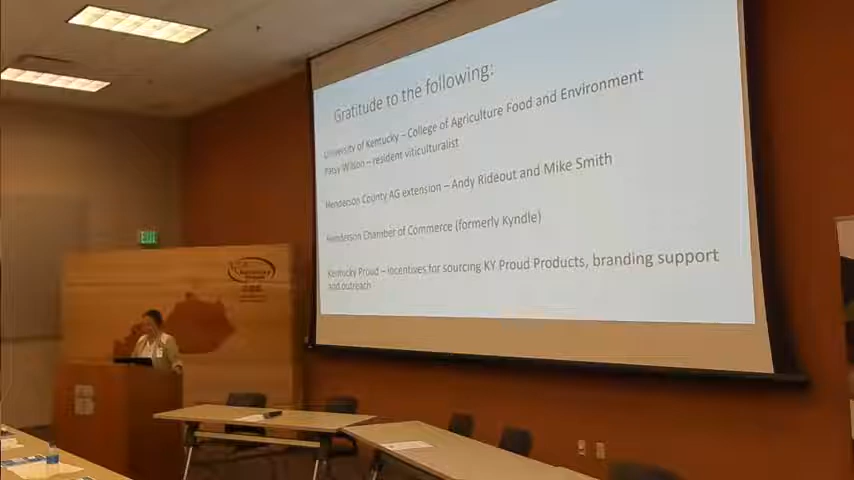 Gratitude to the following:
University of Kentucky – College of Agriculture Food and Environment
Patsy Wilson – resident viticulturalist
Henderson County AG extension – Andy Rideout and Mike Smith
Henderson Chamber of Commerce (formerly Kyndle)
Kentucky Proud – incentives for sourcing KY Proud Products, branding support
and outreach
EXIT